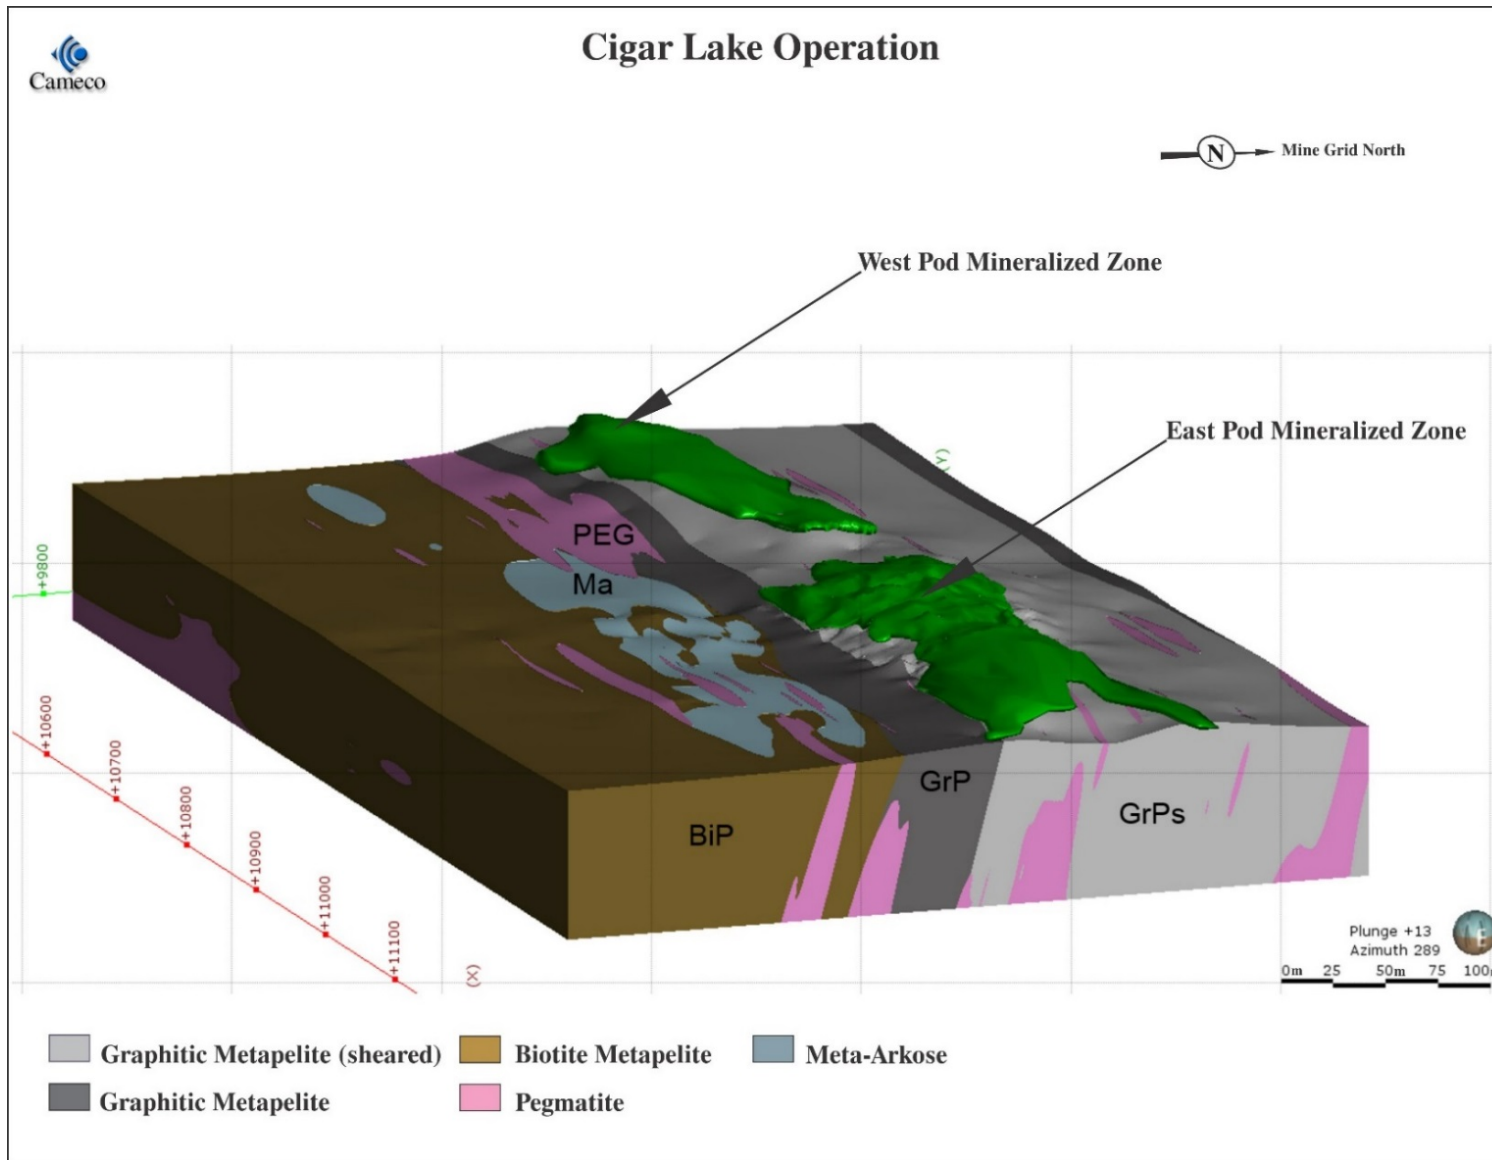 Cigar Lake Operation
Cameco
N
Mine Grid North
West Pod Mineralized Zone
East Pod Mineralized Zone
(Y)
PEG
Ma
+9800
+10600
+10700
+10800
+10900
+11000
+11100
(X)
BiP
GrP
GrPs
Plunge +13
Azimuth 289
E
0m 25 50m 75 100
Graphitic Metapelite (sheared)
Biotite Metapelite
Meta-Arkose
Graphitic Metapelite
Pegmatite